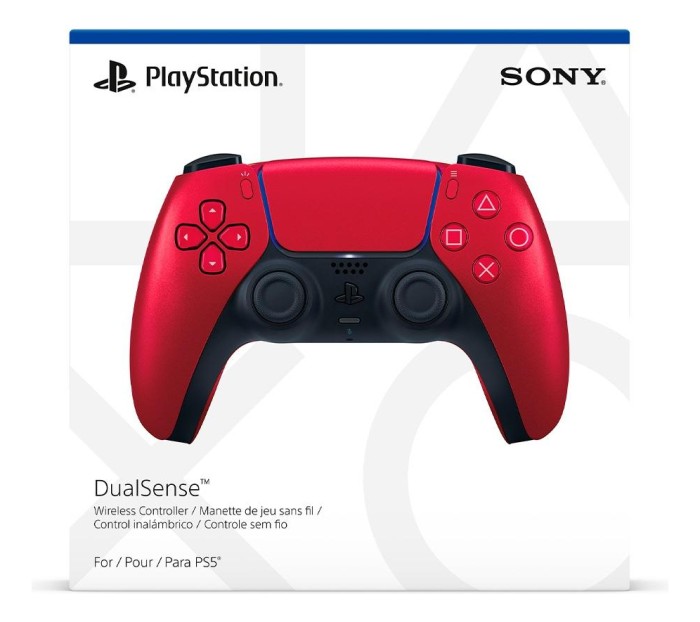 PlayStation®
SONY®
DualSense™
Wireless Controller / Manette de jeu sans fil /
Control inalámbrico / Controle sem fio
For / Pour / Para PS5®